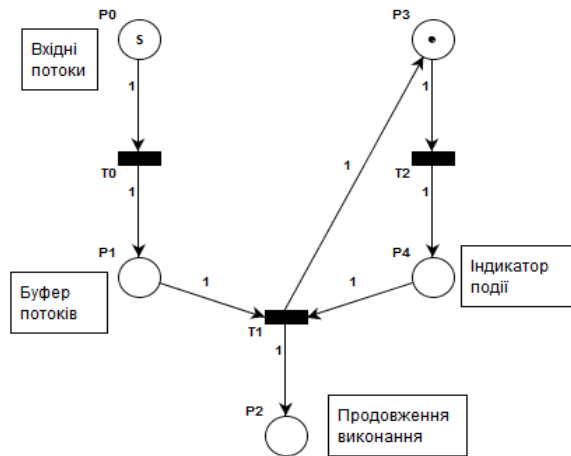 P0
P3
S
Вхідні
потоки
1
1
1
T0
T2
1
1
P1
P4
Буфер
потоків
1
1
Індикатор
події
T1
1
P2
Продовження
виконання